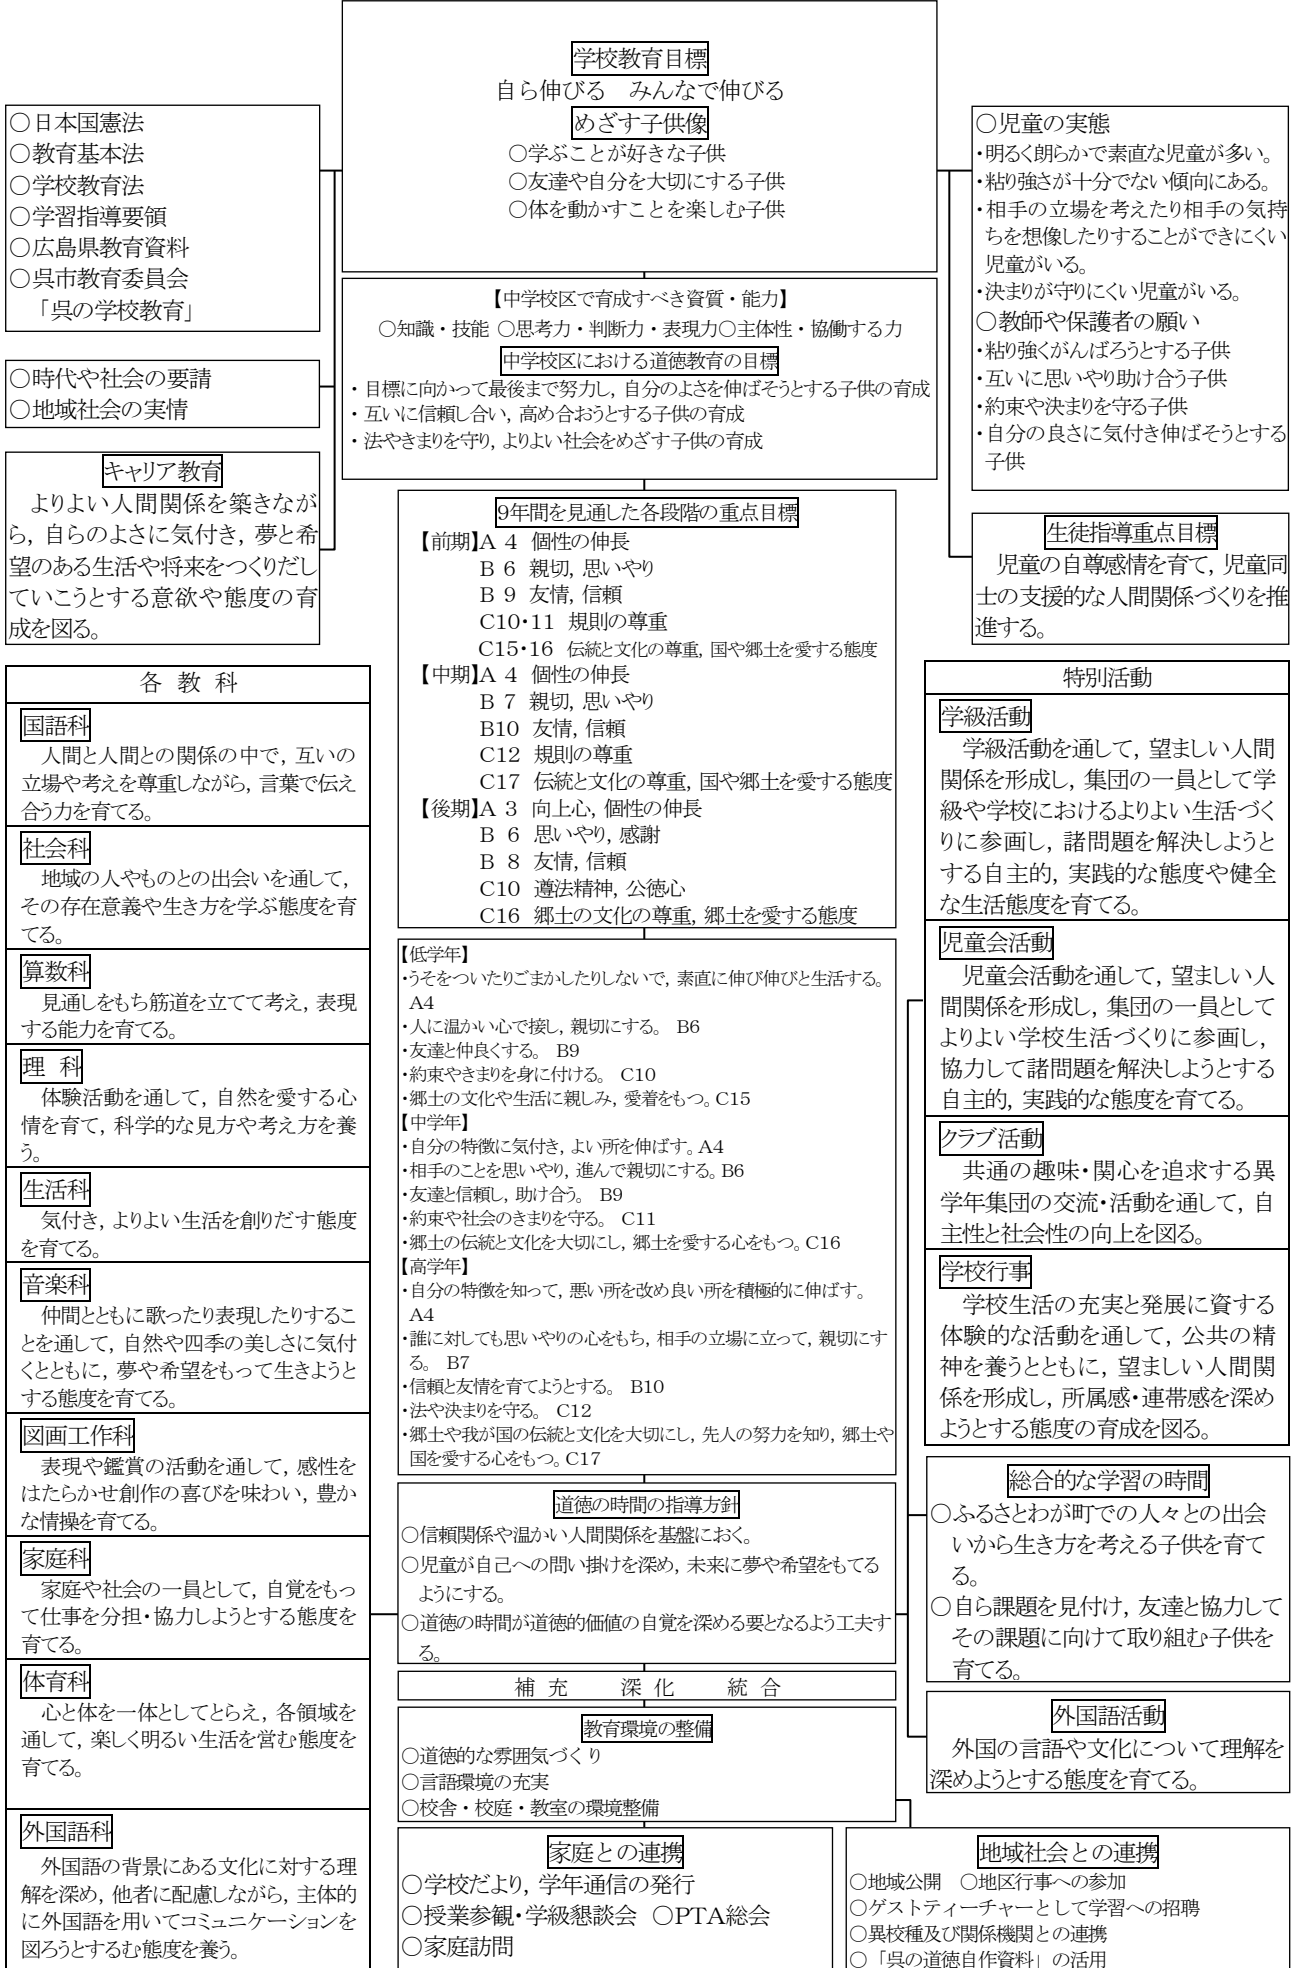 学校教育目標
自ら伸びる　みんなで伸びる
めざす子供像
○学ぶことが好きな子供
○友達や自分を大切にする子供
○体を動かすことを楽しむ子供
○日本国憲法
○教育基本法
○学校教育法
○学習指導要領
○広島県教育資料
○呉市教育委員会
「呉の学校教育」
○時代や社会の要請
○地域社会の実情
キャリア教育
よりよい人間関係を築きなが
ら，自らのよさに気付き，夢と希
望のある生活や将来をつくりだし
ていこうとする意欲や態度の育
成を図る。
○児童の実態
・明るく朗らかで素直な児童が多い。
・粘り強さが十分でない傾向にある。
・相手の立場を考えたり相手の気持
ちを想像したりすることができにくい
児童がいる。
・決まりが守りにくい児童がいる。
○教師や保護者の願い
・粘り強くがんばろうとする子供
・互いに思いやり助け合う子供
・約束や決まりを守る子供
・自分の良さに気付き伸ばそうとする
子供
生徒指導重点目標
児童の自尊感情を育て，児童同
士の支援的な人間関係づくりを推
進する。
【中学校区で育成すべき資質・能力】
○知識・技能 ○思考力・判断力・表現力○主体性・協働する力
中学校区における道徳教育の目標
・目標に向かって最後まで努力し，自分のよさを伸ばそうとする子供の育成
・互いに信頼し合い，高め合おうとする子供の育成
・法やきまりを守り，よりよい社会をめざす子供の育成
9年間を見通した各段階の重点目標
【前期】A 4 個性の伸長
B 6 親切，思いやり
B 9 友情，信頼
C10・11 規則の尊重
C15・16 伝統と文化の尊重，国や郷土を愛する態度
【中期】A 4 個性の伸長
B 7 親切，思いやり
B10 友情，信頼
C12 規則の尊重
C17 伝統と文化の尊重，国や郷土を愛する態度
【後期】A 3 向上心，個性の伸長
B 6 思いやり，感謝
B 8 友情，信頼
C10 遵法精神，公徳心
C16 郷土の文化の尊重，郷土を愛する態度
【低学年】
・うそをついたりごまかしたりしないで，素直に伸び伸びと生活する。
A4
・人に温かい心で接し，親切にする。 B6
・友達と仲良くする。 B9
・約束やきまりを身に付ける。 C10
・郷土の文化や生活に親しみ，愛着をもつ。C15
【中学年】
・自分の特徴に気付き，よい所を伸ばす。A4
・相手のことを思いやり，進んで親切にする。B6
・友達と信頼し，助け合う。 B9
・約束や社会のきまりを守る。 C11
・郷土の伝統と文化を大切にし，郷土を愛する心をもつ。C16
【高学年】
・自分の特徴を知って，悪い所を改め良い所を積極的に伸ばす。
A4
・誰に対しても思いやりの心をもち，相手の立場に立って，親切にす
る。 B7
・信頼と友情を育てようとする。 B10
・法や決まりを守る。 C12
・郷土や我が国の伝統と文化を大切にし，先人の努力を知り，郷土や
国を愛する心をもつ。C17
道徳の時間の指導方針
○信頼関係や温かい人間関係を基盤におく。
○児童が自己への問い掛けを深め，未来に夢や希望をもてる
ようにする。
○道徳の時間が道徳的価値の自覚を深める要となるよう工夫す
る。
補充　深化　統合
教育環境の整備
○道徳的な雰囲気づくり
○言語環境の充実
○校舎・校庭・教室の環境整備
各 教 科
国語科
人間と人間との関係の中で，互いの
立場や考えを尊重しながら，言葉で伝え
合う力を育てる。
社会科
地域の人やものとの出会いを通して，
その存在意義や生き方を学ぶ態度を育
てる。
算数科
見通しをもち筋道を立てて考え，表現
する能力を育てる。
理 科
体験活動を通して，自然を愛する心
情を育て，科学的な見方や考え方を養
う。
生活科
気付き，よりよい生活を創りだす態度
を育てる。
音楽科
仲間とともに歌ったり表現したりするこ
とを通して，自然や四季の美しさに気付
くとともに，夢や希望をもって生きようと
する態度を育てる。
図画工作科
表現や鑑賞の活動を通して，感性を
はたらかせ創作の喜びを味わい，豊か
な情操を育てる。
家庭科
家庭や社会の一員として，自覚をもっ
て仕事を分担・協力しようとする態度を
育てる。
体育科
心と体を一体としてとらえ，各領域を
通して，楽しく明るい生活を営む態度を
育てる。
外国語科
外国語の背景にある文化に対する理
解を深め，他者に配慮しながら，主体的
に外国語を用いてコミュニケーションを
図ろうとするむ態度を養う。
特別活動
学級活動
学級活動を通して，望ましい人間
関係を形成し，集団の一員として学
級や学校におけるよりよい生活づく
りに参画し，諸問題を解決しようと
する自主的，実践的な態度や健全
な生活態度を育てる。
児童会活動
児童会活動を通して，望ましい人
間関係を形成し，集団の一員として
よりよい学校生活づくりに参画し，
協力して諸問題を解決しようとする
自主的，実践的な態度を育てる。
クラブ活動
共通の趣味・関心を追求する異
学年集団の交流・活動を通して，自
主性と社会性の向上を図る。
学校行事
学校生活の充実と発展に資する
体験的な活動を通して，公共の精
神を養うとともに，望ましい人間関
係を形成し，所属感・連帯感を深め
ようとする態度の育成を図る。
総合的な学習の時間
○ふるさとわが町での人々との出会
いから生き方を考える子供を育て
る。
○自ら課題を見付け，友達と協力して
その課題に向けて取り組む子供を
育てる。
外国語活動
外国の言語や文化について理解を
深めようとする態度を育てる。
家庭との連携
○学校だより，学年通信の発行
○授業参観・学級懇談会 ○PTA総会
○家庭訪問
地域社会との連携
○地域公開 ○地区行事への参加
○ゲストティーチャーとして学習への招聘
○異校種及び関係機関との連携
○「呉の道徳自作資料」の活用